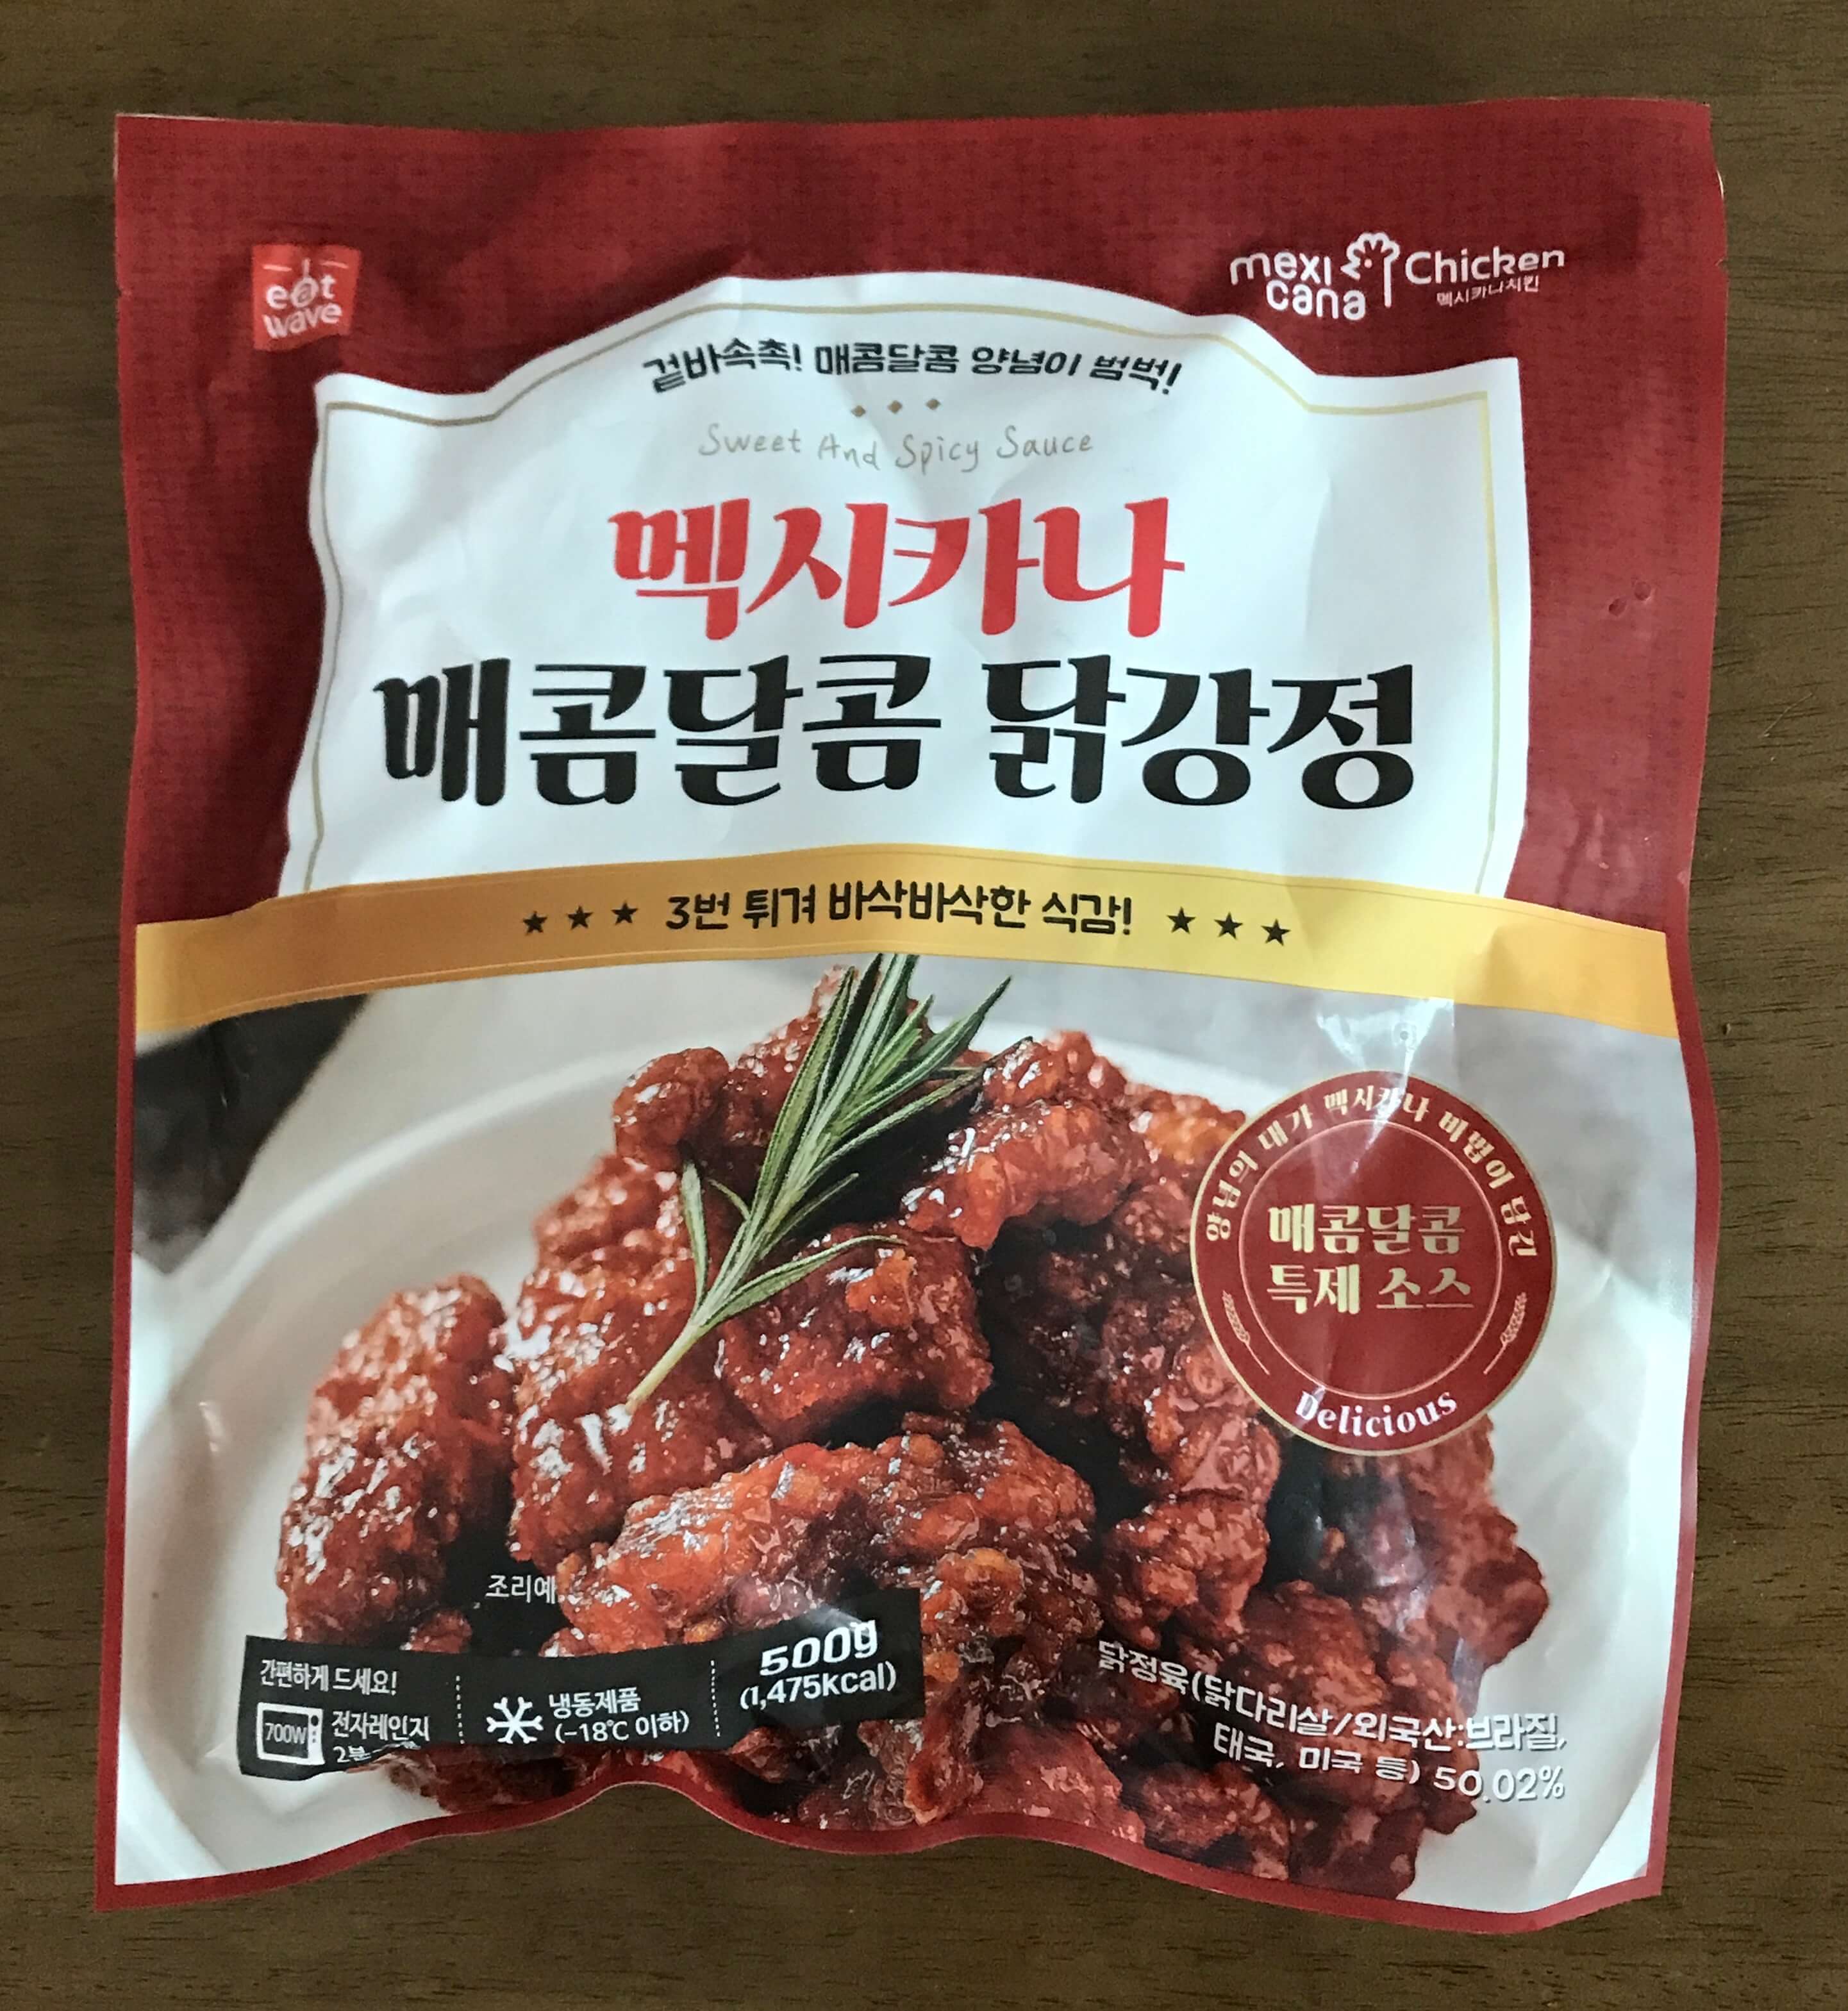 eat
wave
mexi
cana
Chicken
멕시카나치킨
겉바속촉! 매콤달콤 양념이 범벅!
Sweet And Spicy Sauce
멕시카나
매콤달콤 닭강정
★★★ 3번 튀겨 바삭바삭한 식감! ★★★
양념의 대가 멕시카나 비법이 담긴
매콤달콤
특제 소스
Delicious
조리예
간편하게 드세요!
700W
전자레인지
2분
냉동제품
(-18℃ 이하)
500g
(1,475kcal)
닭정육(닭다리살/외국산:브라질,
태국, 미국 등) 50.02%